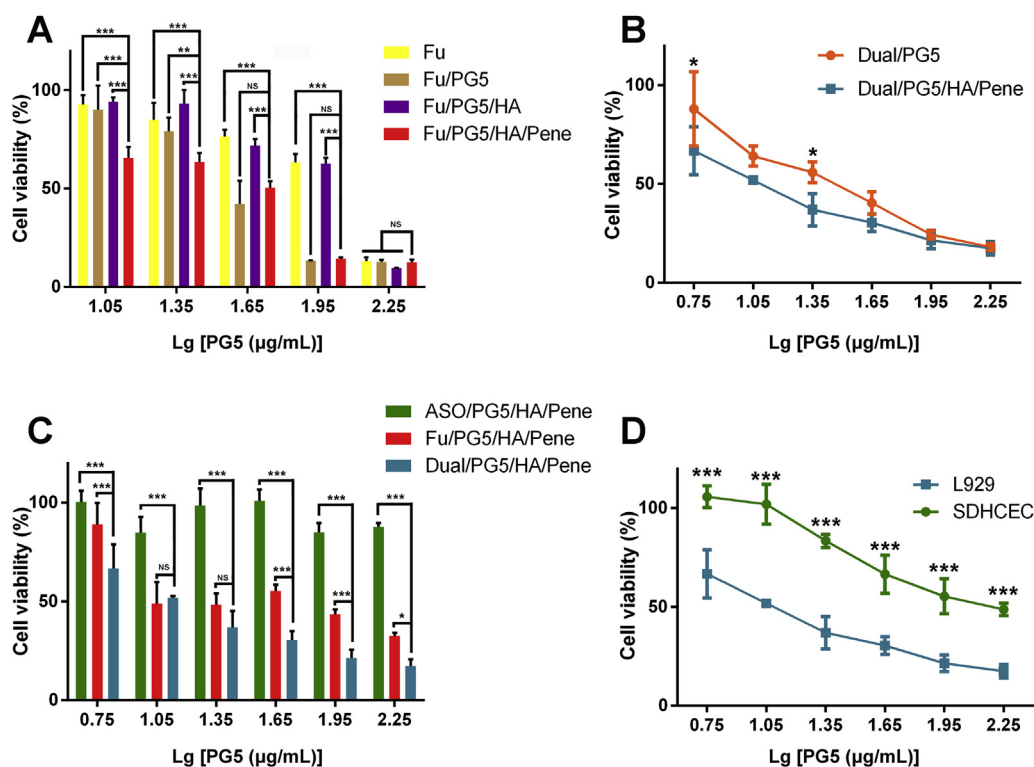 A
Fu
Fu/PG5
Fu/PG5/HA
Fu/PG5/HA/Pene
Cell viability (%)
100
50
0
***
***
***
***
**
***
***
NS
***
***
NS
***
NS
1.05 1.35 1.65 1.95 2.25
Lg [PG5 (μg/mL)]
B
Dual/PG5
Dual/PG5/HA/Pene
Cell viability (%)
100
50
0
*
*
0.75 1.05 1.35 1.65 1.95 2.25
Lg [PG5 (μg/mL)]
C
ASO/PG5/HA/Pene
Fu/PG5/HA/Pene
Dual/PG5/HA/Pene
Cell viability (%)
100
50
0
***
***
***
NS
***
NS
***
***
***
***
***
*
0.75 1.05 1.35 1.65 1.95 2.25
Lg [PG5 (μg/mL)]
D
L929
SDHCEC
Cell viability (%)
100
50
0
*** *** *** *** *** ***
0.75 1.05 1.35 1.65 1.95 2.25
Lg [PG5 (μg/mL)]